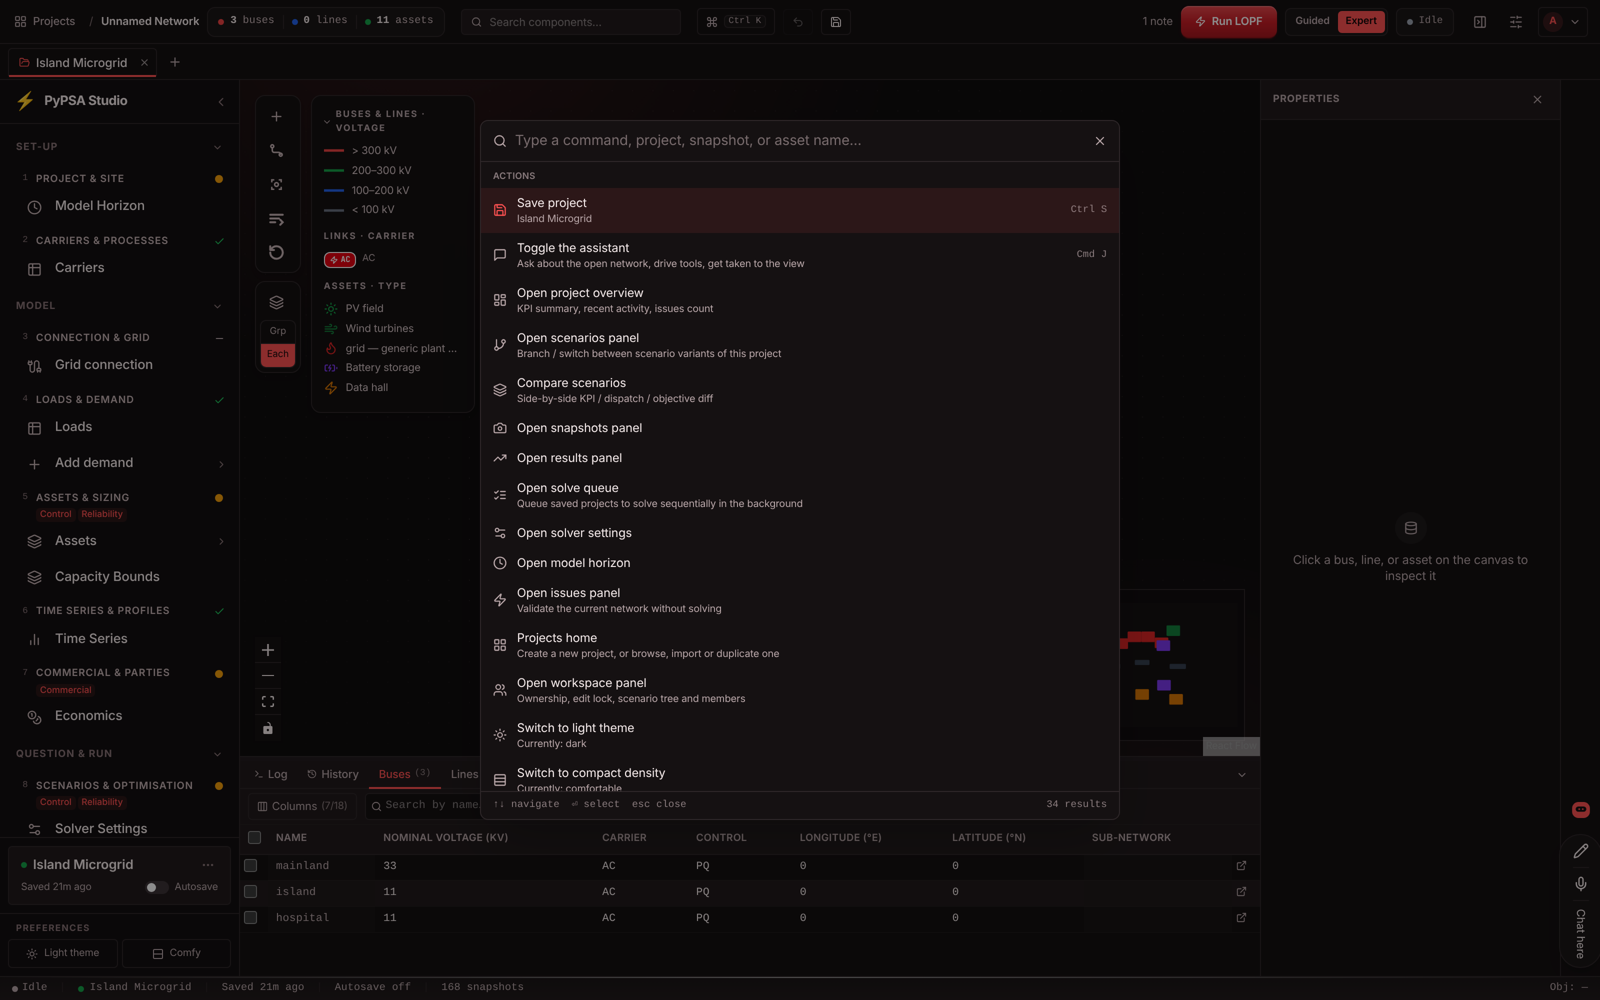 Projects / Unnamed Network
3 buses
0 lines
11 assets
Search components...
Ctrl K
1 note
Run LOPF
Guided
Expert
Idle
A
Island Microgrid
PyPSA Studio
SET-UP
1 PROJECT & SITE
Model Horizon
2 CARRIERS & PROCESSES
Carriers
MODEL
3 CONNECTION & GRID
Grid connection
4 LOADS & DEMAND
Loads
Add demand
5 ASSETS & SIZING
Control
Reliability
Assets
Capacity Bounds
6 TIME SERIES & PROFILES
Time Series
7 COMMERCIAL & PARTIES
Commercial
Economics
QUESTION & RUN
8 SCENARIOS & OPTIMISATION
Control
Reliability
Solver Settings
Island Microgrid
Saved 21m ago
Autosave
PREFERENCES
Light theme
Comfy
Grp
Each
BUSES & LINES ·
VOLTAGE
> 300 kV
200–300 kV
100–200 kV
< 100 kV
LINKS · CARRIER
AC
AC
ASSETS · TYPE
PV field
Wind turbines
grid — generic plant ...
Battery storage
Data hall
Type a command, project, snapshot, or asset name...
ACTIONS
Save project
Island Microgrid
Ctrl S
Toggle the assistant
Ask about the open network, drive tools, get taken to the view
Cmd J
Open project overview
KPI summary, recent activity, issues count
Open scenarios panel
Branch / switch between scenario variants of this project
Compare scenarios
Side-by-side KPI / dispatch / objective diff
Open snapshots panel
Open results panel
Open solve queue
Queue saved projects to solve sequentially in the background
Open solver settings
Open model horizon
Open issues panel
Validate the current network without solving
Projects home
Create a new project, or browse, import or duplicate one
Open workspace panel
Ownership, edit lock, scenario tree and members
Switch to light theme
Currently: dark
Switch to compact density
Currently: comfortable
↑↓ navigate
⏎ select
esc close
34 results
PROPERTIES
Click a bus, line, or asset on the canvas to
inspect it
Log
History
Buses (3)
Lines
Columns (7/18)
Search by name
NAME
NOMINAL VOLTAGE (KV)
CARRIER
CONTROL
LONGITUDE (°E)
LATITUDE (°N)
SUB-NETWORK
mainland 33 AC PQ 0 0
island 11 AC PQ 0 0
hospital 11 AC PQ 0 0
Chat here
Idle
Island Microgrid
Saved 21m ago
Autosave off
168 snapshots
Obj: —